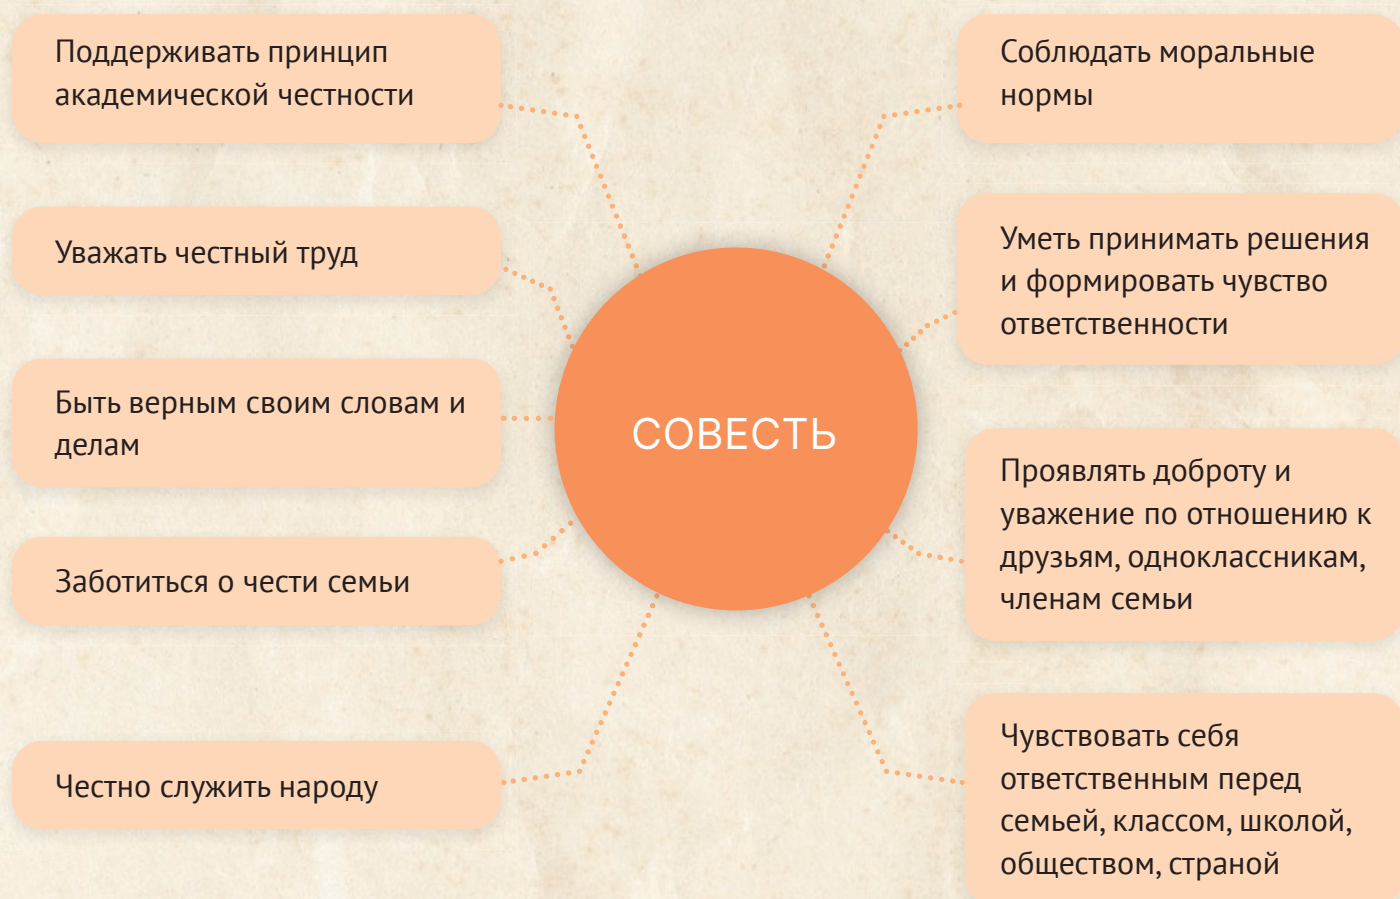 Поддерживать принцип
академической честности
Уважать честный труд
Быть верным своим словам и
делам
Заботиться о чести семьи
Честно служить народу
СОВЕСТЬ
Соблюдать моральные
нормы
Уметь принимать решения
и формировать чувство
ответственности
Проявлять доброту и
уважение по отношению к
друзьям, одноклассникам,
членам семьи
Чувствовать себя
ответственным перед
семьей, классом, школой,
обществом, страной